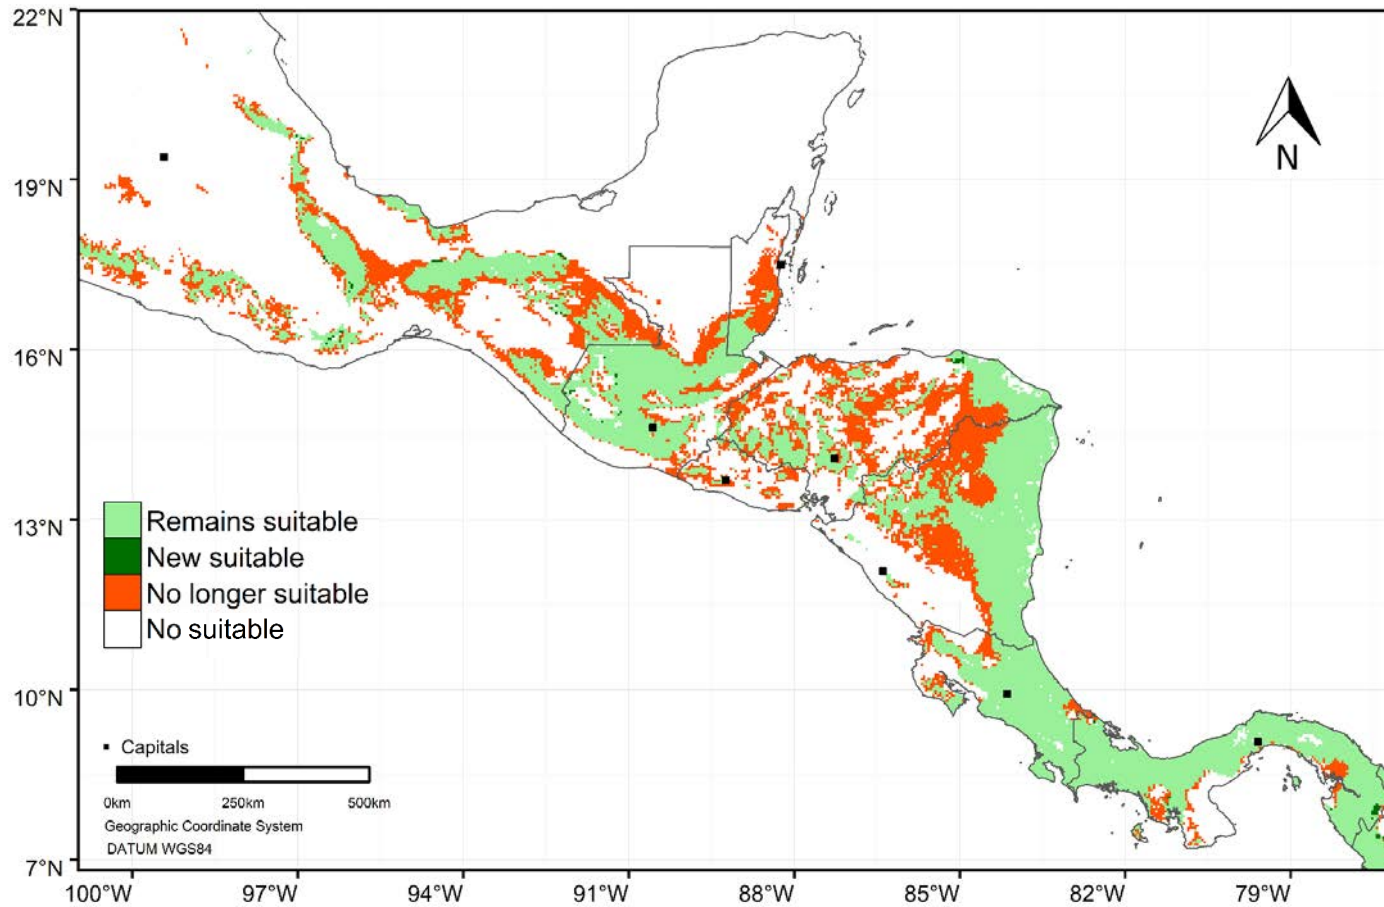 22°N
19°N
16°N
13°N
10°N
7°N
N
Remains suitable
New suitable
No longer suitable
No suitable
Capitals
0km 250km 500km
Geographic Coordinate System
DATUM WGS84
100°W 97°W 94°W 91°W 88°W 85°W 82°W 79°W